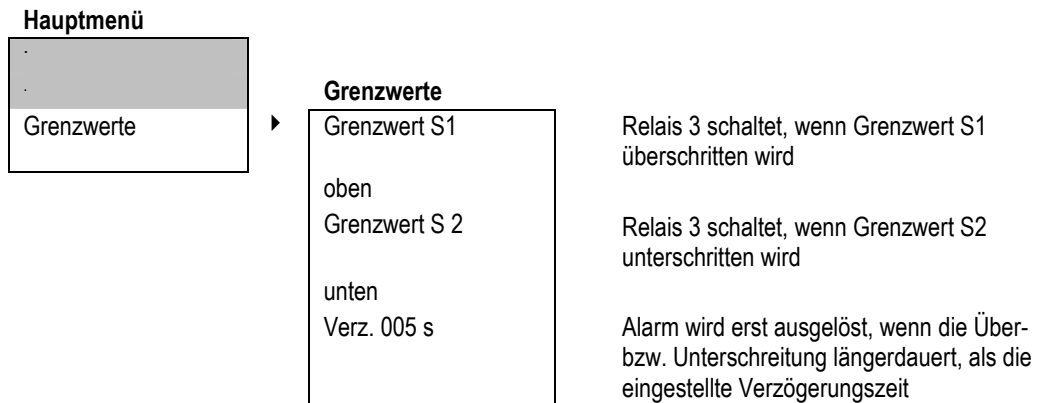 Hauptmenü
.
.
Grenzwerte
Grenzwerte
Grenzwert S1
oben
Grenzwert S 2
unten
Verz. 005 s
Relais 3 schaltet, wenn Grenzwert S1
überschritten wird
Relais 3 schaltet, wenn Grenzwert S2
unterschritten wird
Alarm wird erst ausgelöst, wenn die Über-
bzw. Unterschreitung längerdauert, als die
eingestellte Verzögerungszeit